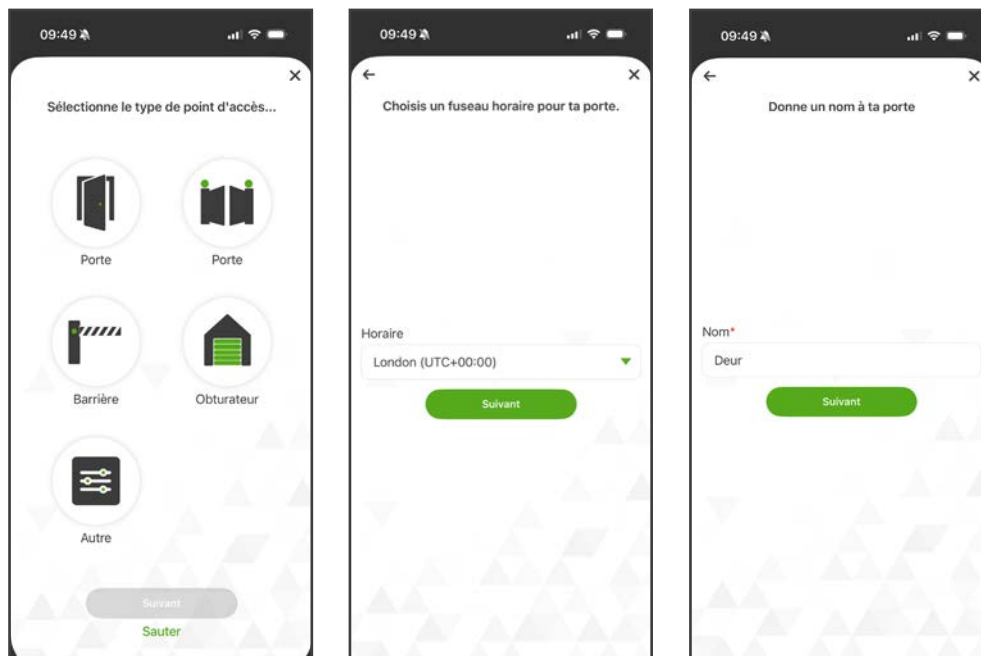 09:49
Sélectionne le type de point d'accès...
Porte
Porte
Barrière
Obturateur
Autre
Suivant
Sauter
09:49
Choisis un fuseau horaire pour ta porte.
Horaire
London (UTC+00:00)
Suivant
09:49
Donne un nom à ta porte
Nom*
Deur
Suivant